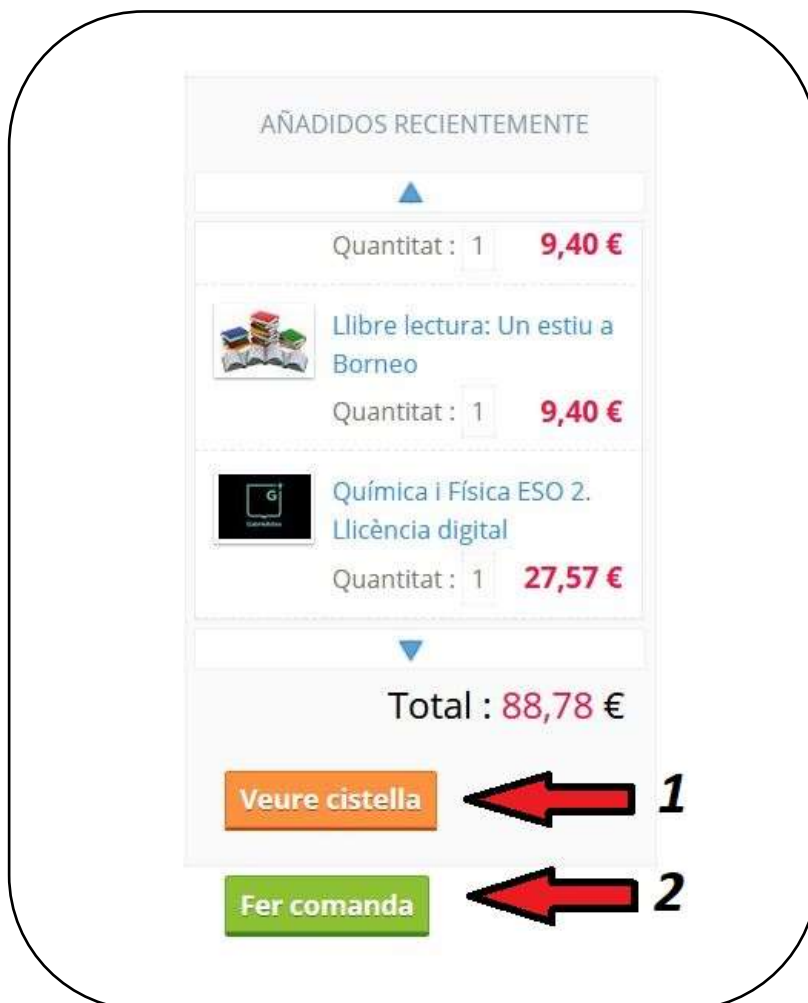 AÑADIDOS RECIENTEMENTE
Quantitat : 1 9,40 €
Llibre lectura: Un estiu a
Borneo
Quantitat : 1 9,40 €
G
Química i Física ESO 2.
Llicència digital
Quantitat : 1 27,57 €
Total : 88,78 €
Veure cistella 1
Fer comanda 2